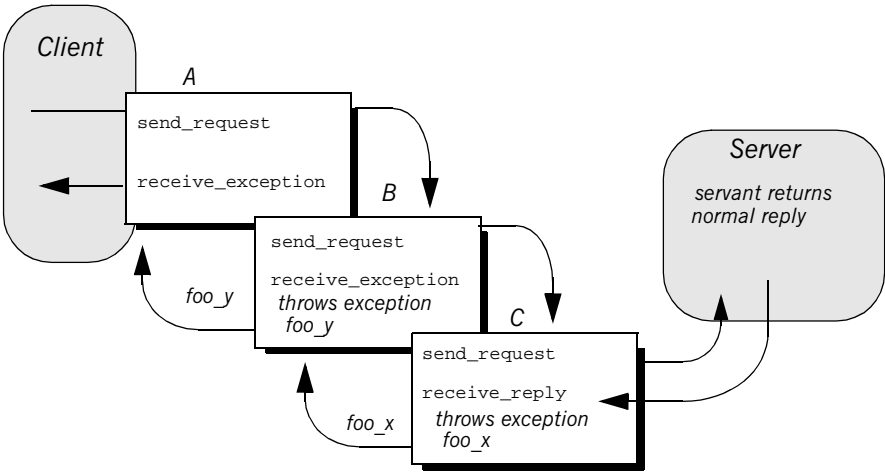 Client
A
send_request
receive_exception
B
send_request
receive_exception
throws exception
foo_y
foo_y
C
send_request
receive_reply
throws exception
foo_x
foo_x
Server
servant returns
normal reply